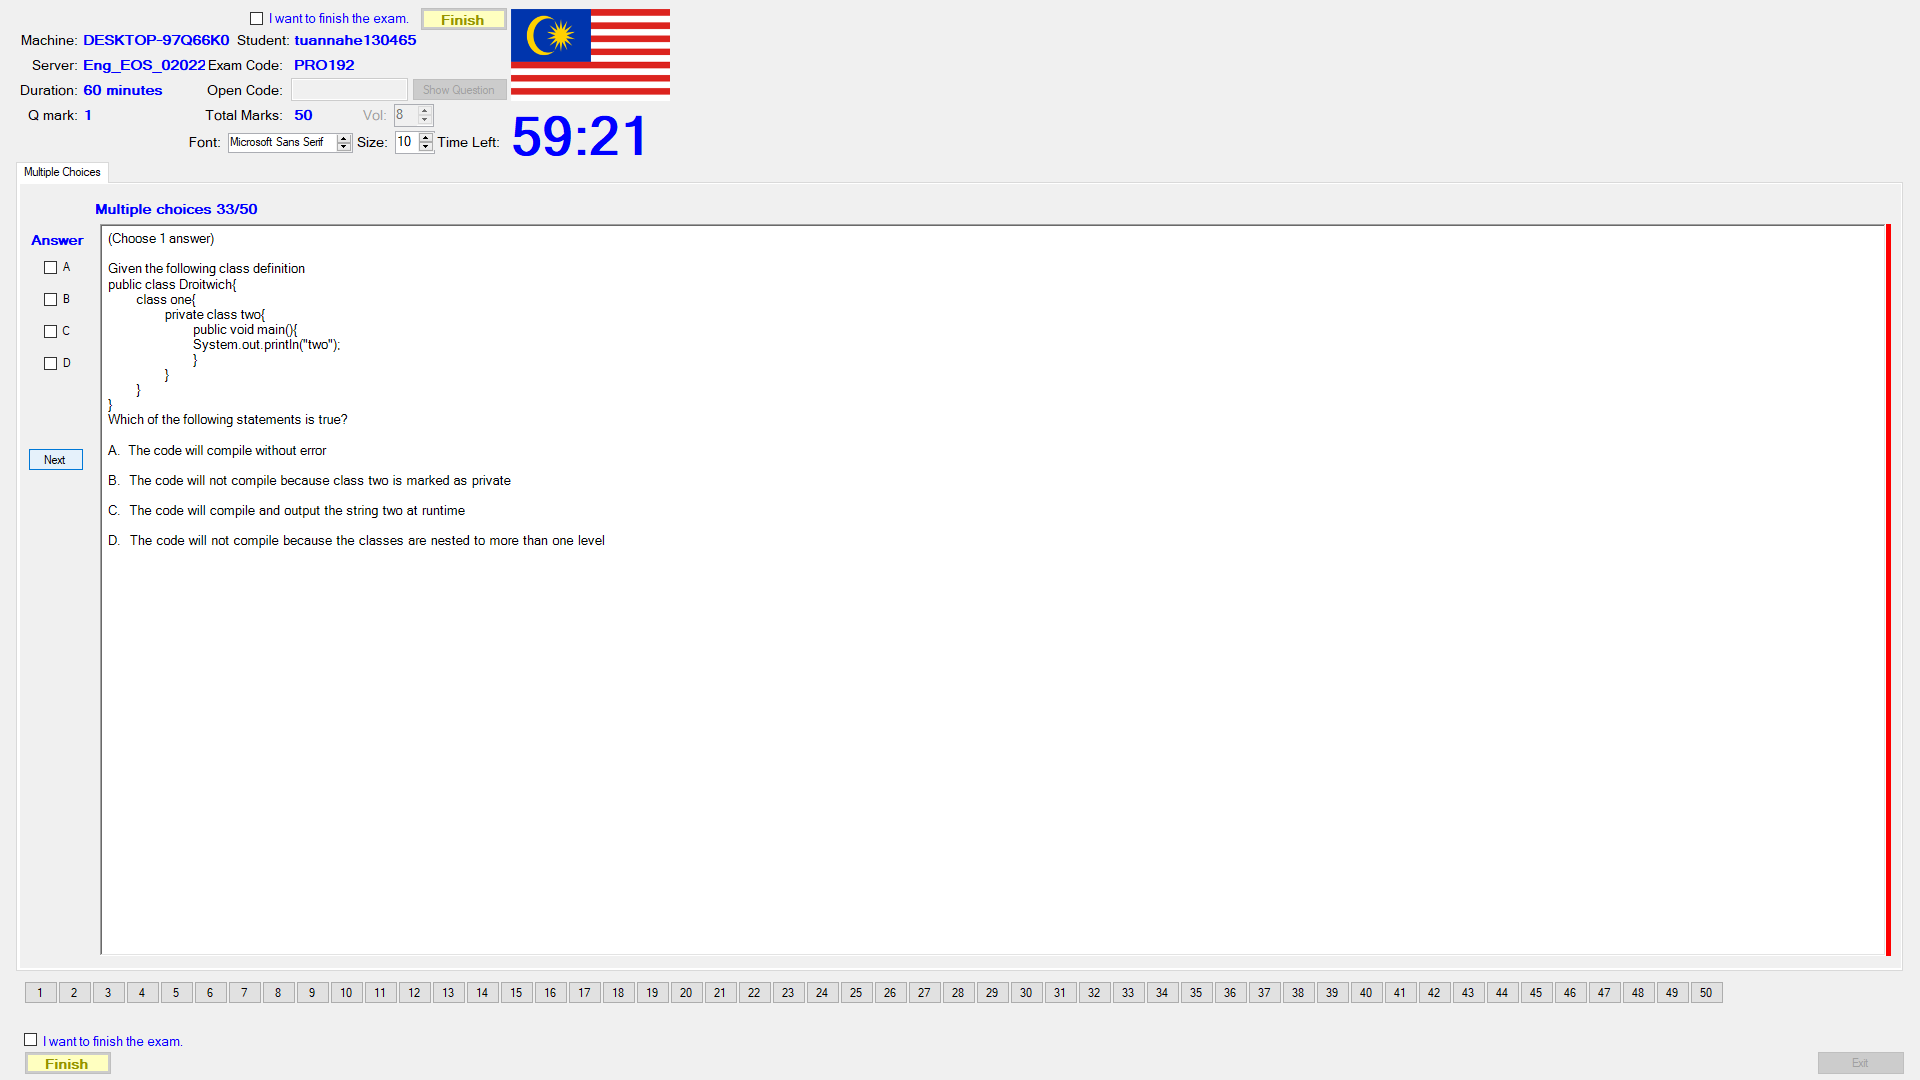 I want to finish the exam. Finish
Machine: DESKTOP-97Q66K0 Student: tuannahe130465
Server: Eng_EOS_02022 Exam Code: PRO192
Duration: 60 minutes Open Code: Show Question
Q mark: 1 Total Marks: 50 Vol: 8
Font: Microsoft Sans Serif Size: 10 Time Left: 59:21
Multiple Choices
Multiple choices 33/50
Answer
A
B
C
D
Next
(Choose 1 answer)
Given the following class definition
public class Droitwich{
class one{
private class two{
public void main(){
System.out.println("two");
}
}
}
}
Which of the following statements is true?
A. The code will compile without error
B. The code will not compile because class two is marked as private
C. The code will compile and output the string two at runtime
D. The code will not compile because the classes are nested to more than one level
1 2 3 4 5 6 7 8 9 10 11 12 13 14 15 16 17 18 19 20 21 22 23 24 25 26 27 28 29 30 31 32 33 34 35 36 37 38 39 40 41 42 43 44 45 46 47 48 49 50
I want to finish the exam.
Finish
Exit